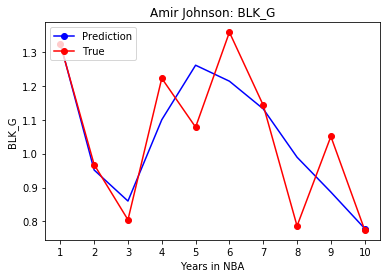 Amir Johnson: BLK_G
Prediction
True
BLK_G
1.3
1.2
1.1
1.0
0.9
0.8
1 2 3 4 5 6 7 8 9 10
Years in NBA